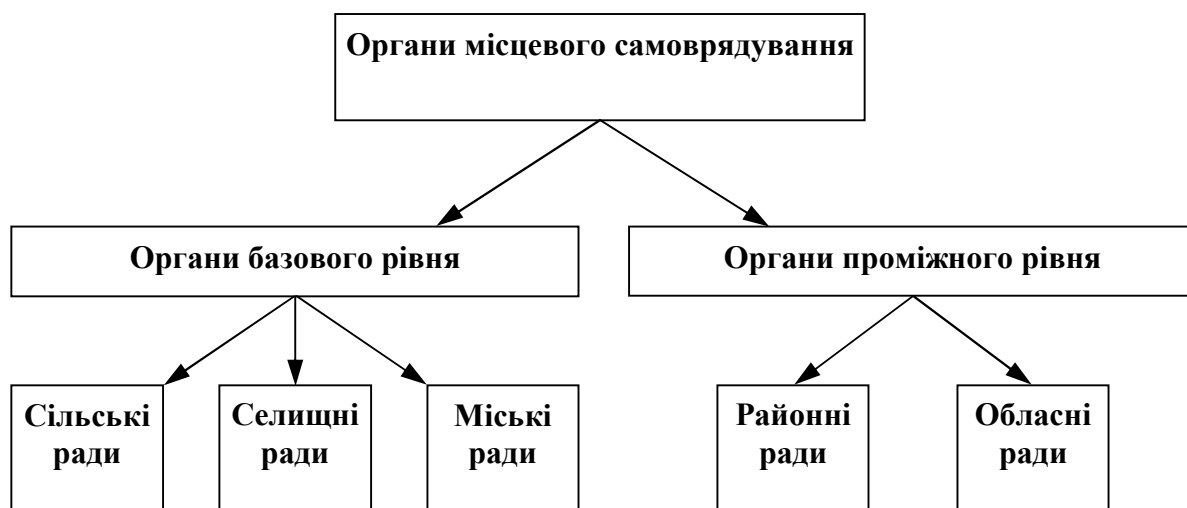 Органи місцевого самоврядування
Органи базового рівня
Органи проміжного рівня
Сільські
ради
Селищні
ради
Міські
ради
Районні
ради
Обласні
ради